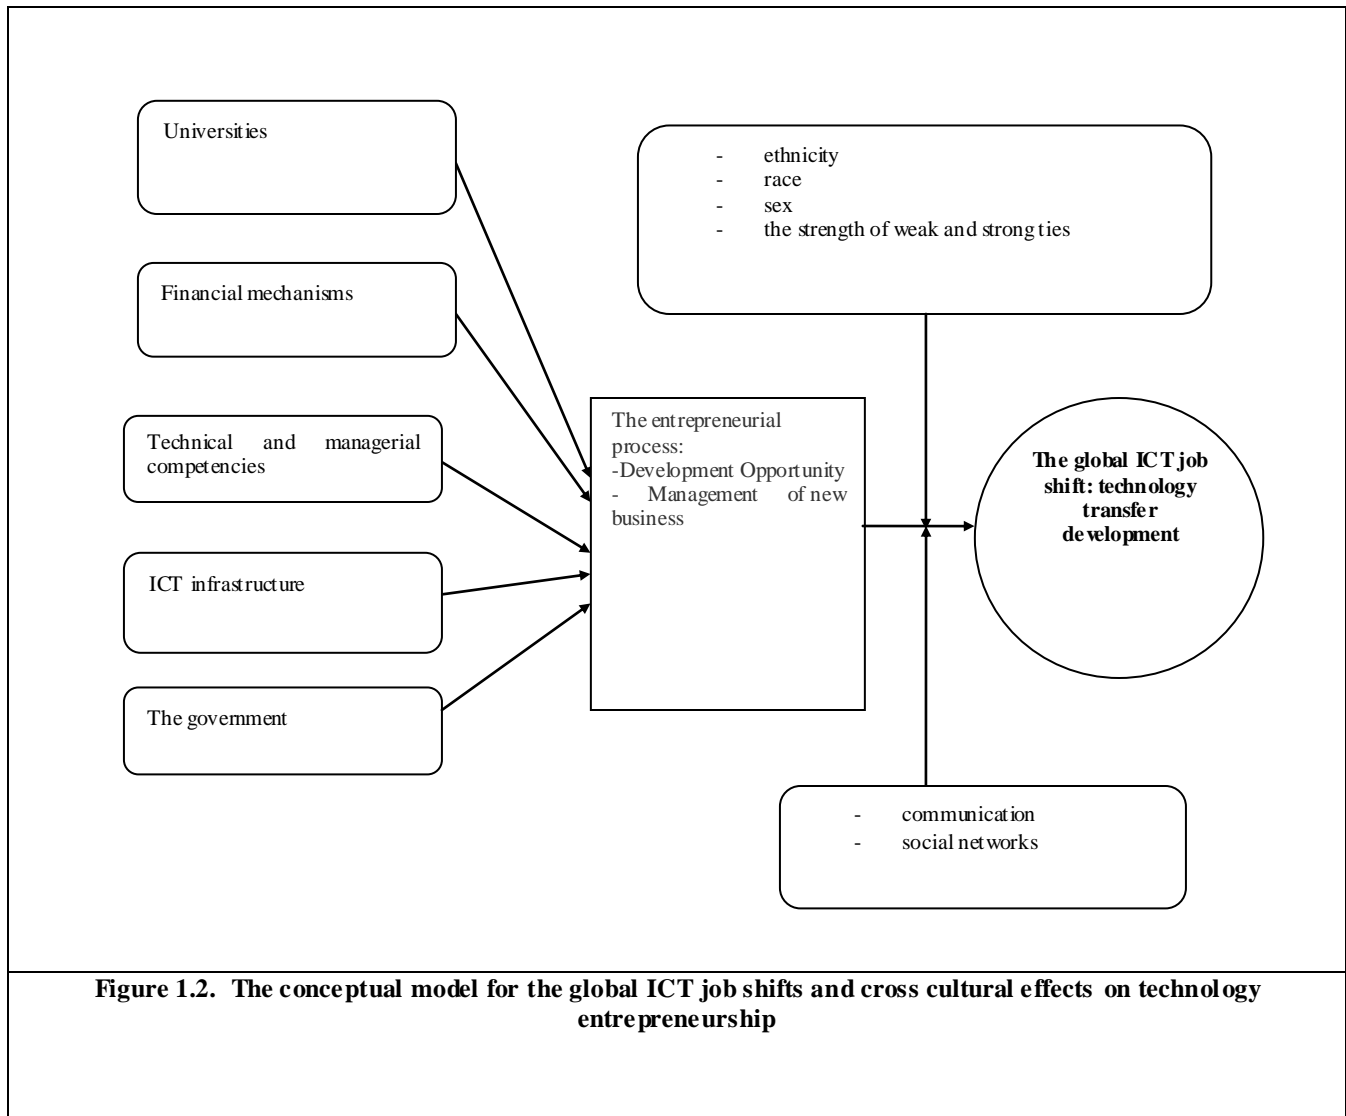 Universities
Financial mechanisms
Technical and managerial
competencies
ICT infrastructure
The government
The entrepreneurial
process:
-Development Opportunity
- Management of new
business
- ethnicity
- race
- sex
- the strength of weak and strong ties
- communication
- social networks
The global ICT job
shift: technology
transfer
development
Figure 1.2. The conceptual model for the global ICT job shifts and cross cultural effects on technology
entrepreneurship